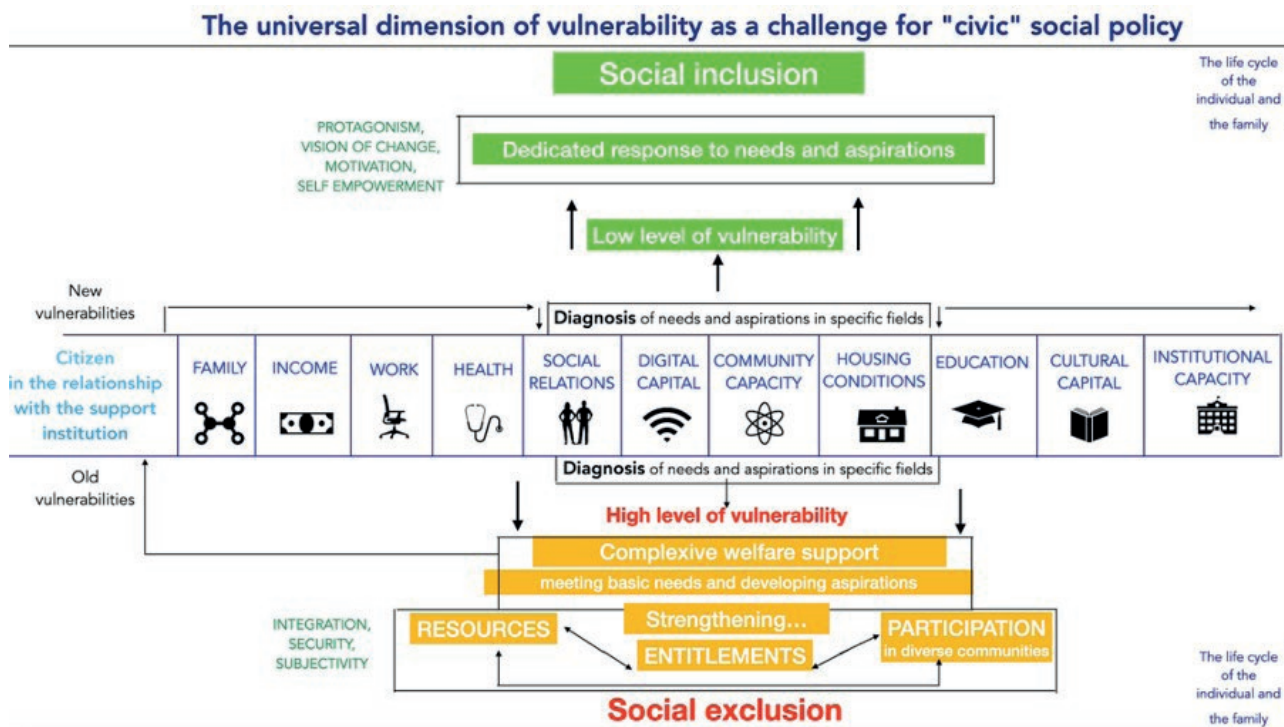 The universal dimension of vulnerability as a challenge for "civic" social policy
Social inclusion
The life cycle
of the
individual and
the family
PROTAGONISM,
VISION OF CHANGE,
MOTIVATION,
SELF EMPOWERMENT
Dedicated response to needs and aspirations
Low level of vulnerability
New
vulnerabilities
Diagnosis of needs and aspirations in specific fields
Citizen
in the relationship
with the support
institution
FAMILY
INCOME
WORK
HEALTH
SOCIAL
RELATIONS
DIGITAL
CAPITAL
COMMUNITY
CAPACITY
HOUSING
CONDITIONS
EDUCATION
CULTURAL
CAPITAL
INSTITUTIONAL
CAPACITY
Diagnosis of needs and aspirations in specific fields
Old
vulnerabilities
High level of vulnerability
Complexive welfare support
meeting basic needs and developing aspirations
INTEGRATION,
SECURITY,
SUBJECTIVITY
RESOURCES
Strengthening...
ENTITLEMENTS
PARTICIPATION
in diverse communities
The life cycle
of the
individual and
the family
Social exclusion